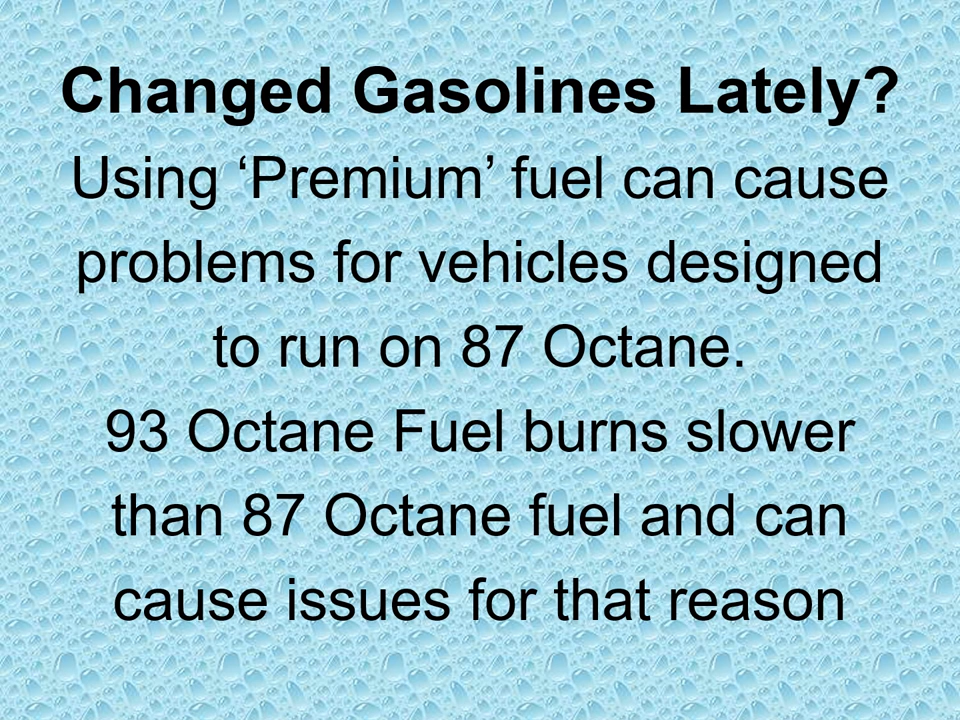 Changed Gasolines Lately?
Using ‘Premium’ fuel can cause
problems for vehicles designed
to run on 87 Octane.
93 Octane Fuel burns slower
than 87 Octane fuel and can
cause issues for that reason